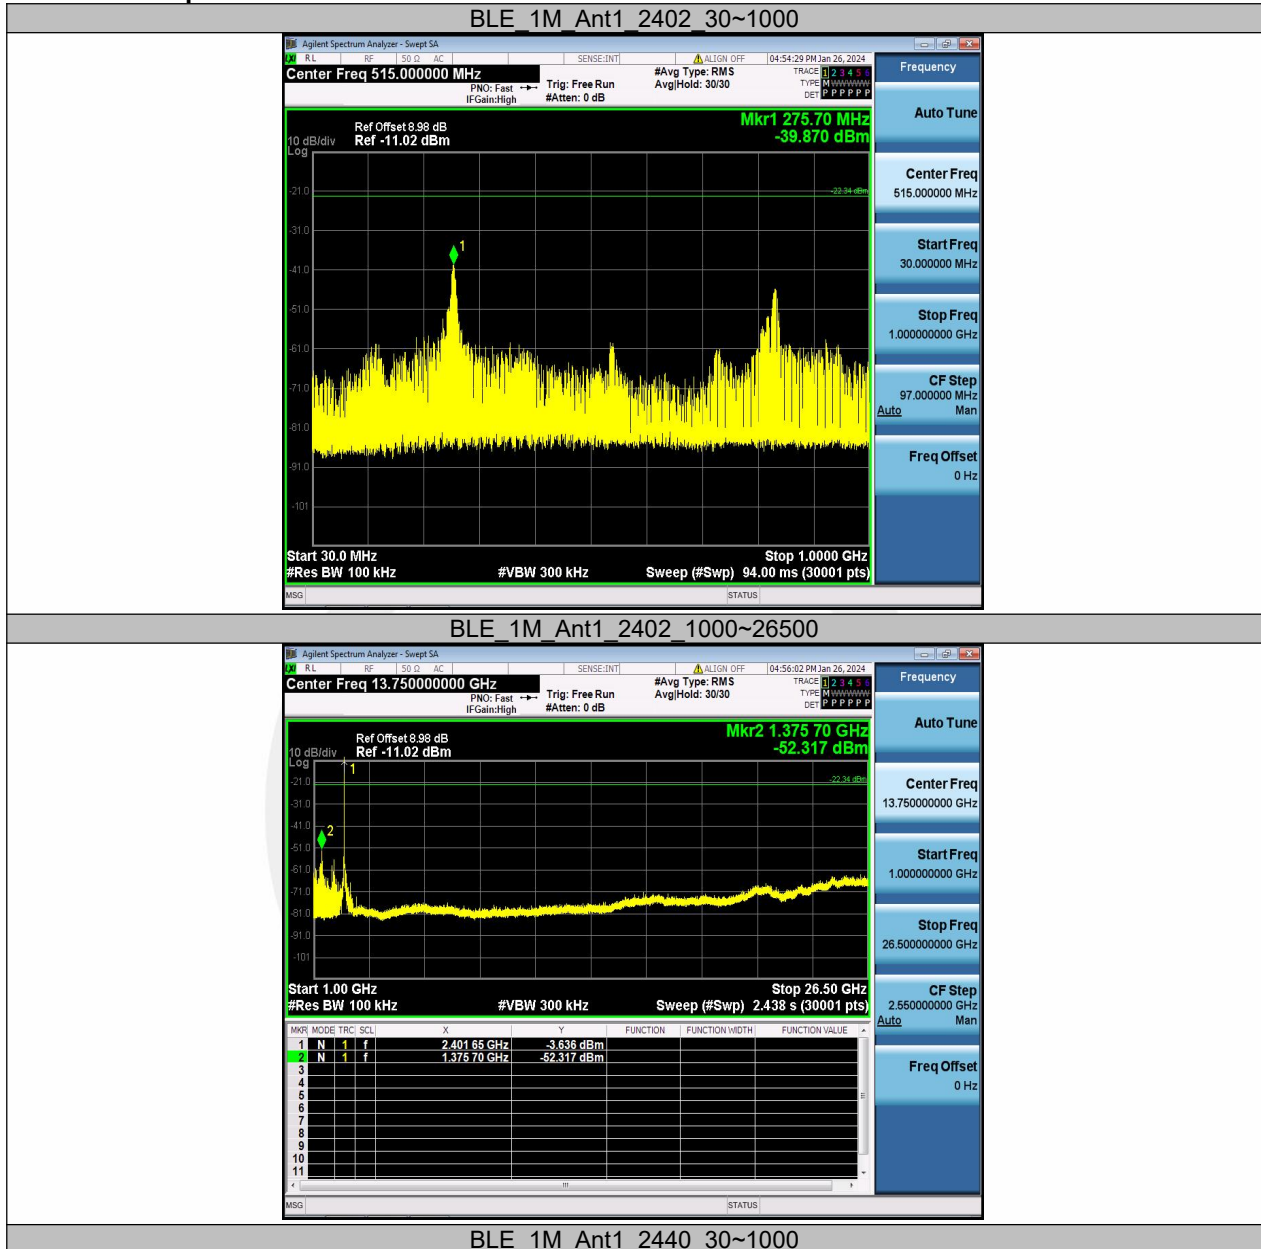 BLE_1M_Ant1_2402_30~1000
Agilent Spectrum Analyzer - Swept SA
LXI RL RF 50 Ω AC SENSE:INT ALIGN OFF 04:54:29 PM Jan 26, 2024
Center Freq 515.000000 MHz
PNO: Fast
IFGain:High
Trig: Free Run
#Atten: 0 dB
#Avg Type: RMS
Avg|Hold: 30/30
TRACE 1 2 3 4 5 6
TYPE M W W W W W
DET P P P P P P
Frequency
Mkr1 275.70 MHz
-39.870 dBm
Ref Offset 8.98 dB
10 dB/div Ref -11.02 dBm
Log
-21.0
-22.34 dBm
-31.0
1
-41.0
-51.0
-61.0
-71.0
-81.0
-91.0
-101
Start 30.0 MHz Stop 1.0000 GHz
#Res BW 100 kHz #VBW 300 kHz Sweep (#Swp) 94.00 ms (30001 pts)
MSG STATUS
Auto Tune
Center Freq
515.000000 MHz
Start Freq
30.000000 MHz
Stop Freq
1.000000000 GHz
CF Step
97.000000 MHz
Auto Man
Freq Offset
0 Hz
BLE_1M_Ant1_2402_1000~26500
Agilent Spectrum Analyzer - Swept SA
LXI RL RF 50 Ω AC SENSE:INT ALIGN OFF 04:56:02 PM Jan 26, 2024
Center Freq 13.750000000 GHz
PNO: Fast
IFGain:High
Trig: Free Run
#Atten: 0 dB
#Avg Type: RMS
Avg|Hold: 30/30
TRACE 1 2 3 4 5 6
TYPE M W W W W W
DET P P P P P P
Frequency
Mkr2 1.375 70 GHz
-52.317 dBm
Ref Offset 8.98 dB
10 dB/div Ref -11.02 dBm
Log
1
-21.0
-22.34 dBm
-31.0
-41.0
2
-51.0
-61.0
-71.0
-81.0
-91.0
-101
Start 1.00 GHz Stop 26.50 GHz
#Res BW 100 kHz #VBW 300 kHz Sweep (#Swp) 2.438 s (30001 pts)
MKR MODE TRC SCL X Y FUNCTION FUNCTION WIDTH FUNCTION VALUE
1 N 1 f 2.401 65 GHz -3.636 dBm
2 N 1 f 1.375 70 GHz -52.317 dBm
3
4
5
6
7
8
9
10
11
MSG STATUS
Auto Tune
Center Freq
13.750000000 GHz
Start Freq
1.000000000 GHz
Stop Freq
26.500000000 GHz
CF Step
2.550000000 GHz
Auto Man
Freq Offset
0 Hz
BLE_1M_Ant1_2440_30~1000